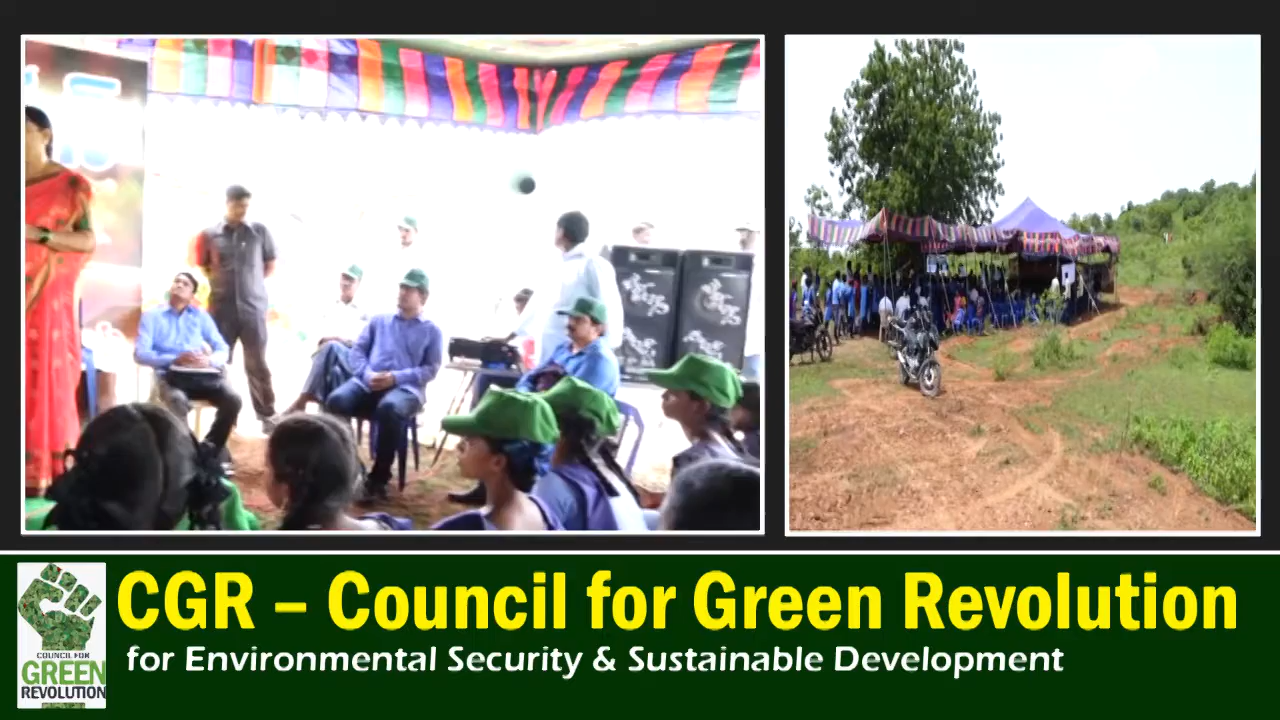 CGR – Council for Green Revolution
for Environmental Security & Sustainable Development
COUNCIL FOR
GREEN
REVOLUTION